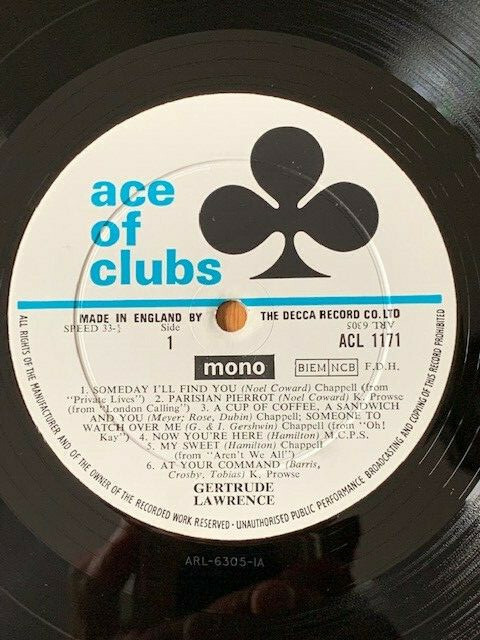 ace
of
clubs
MADE IN ENGLAND BY THE DECCA RECORD CO. LTD
SPEED 33-⅓ Side ARL 6305
1 ACL 1171
mono BIEM NCB F.D.H.
1. SOMEDAY I'LL FIND YOU (Noel Coward) Chappell (from
"Private Lives") 2. PARISIAN PIERROT (Noel Coward) K. Prowse
(from "London Calling") 3. A CUP OF COFFEE, A SANDWICH
AND YOU (Meyer; Rose, Dubin) Chappell; SOMEONE TO
WATCH OVER ME (G. & I. Gershwin) Chappell (from "Oh!
Kay") 4. NOW YOU'RE HERE (Hamilton) M.C.P.S.
5. MY SWEET (Hamilton) Chappell
(from "Aren't We All")
6. AT YOUR COMMAND (Barris,
Crosby, Tobias) K. Prowse
GERTRUDE
LAWRENCE
ALL RIGHTS OF THE MANUFACTURER AND OF THE OWNER OF THE RECORDED WORK RESERVED · UNAUTHORISED PUBLIC PERFORMANCE BROADCASTING AND COPYING OF THIS RECORD PROHIBITED
ARL-6305-1A